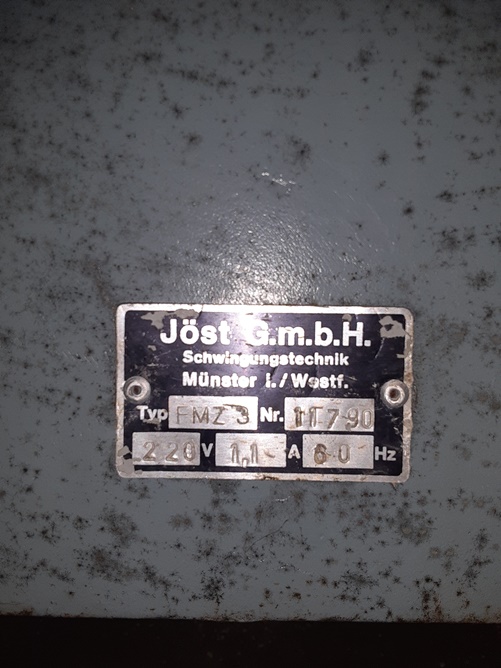 Jöst G.m.b.H.
Schwingungstechnik
Münster i./Westf.
Typ FMZ 3 Nr. 11790
220 V 1,1 A 60 Hz